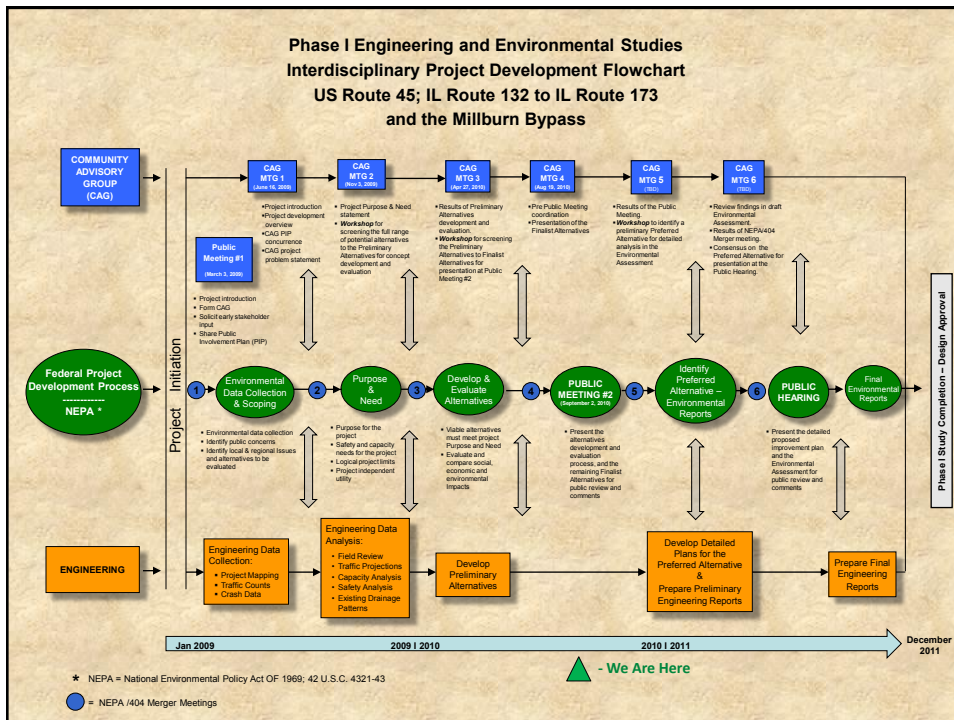 Phase I Engineering and Environmental Studies
Interdisciplinary Project Development Flowchart
US Route 45; IL Route 132 to IL Route 173
and the Millburn Bypass
COMMUNITY
ADVISORY
GROUP
(CAG)
CAG
MTG 1
(June 16, 2009)
CAG
MTG 2
(Nov 3, 2009)
CAG
MTG 3
(Apr 27, 2010)
CAG
MTG 4
(Aug 19, 2010)
CAG
MTG 5
(TBD)
CAG
MTG 6
(TBD)
•Project introduction
•Project development
overview
•CAG PIP
concurrence
•CAG project
problem statement
•Project Purpose & Need
statement
•Workshop for
screening the full range
of potential alternatives
to the Preliminary
Alternatives for concept
development and
evaluation
•Results of Preliminary
Alternatives
development and
evaluation.
•Workshop for screening
the Preliminary
Alternatives to Finalist
Alternatives for
presentation at Public
Meeting #2
•Pre Public Meeting
coordination
•Presentation of the
Finalist Alternatives
•Results of the Public
Meeting.
•Workshop to identify a
preliminary Preferred
Alternative for detailed
analysis in the
Environmental
Assessment
•Review findings in draft
Environmental
Assessment.
•Results of NEPA/404
Merger meeting.
•Consensus on the
Preferred Alternative for
presentation at the
Public Hearing.
Public
Meeting #1
(March 3, 2009)
• Project introduction
• Form CAG
• Solicit early stakeholder
input
• Share Public
Involvement Plan (PIP)
Federal Project
Development Process
-------------
NEPA *
Project Initiation
1
Environmental
Data Collection
& Scoping
2
Purpose
& Need
3
Develop &
Evaluate
Alternatives
4
PUBLIC
MEETING #2
(September 2, 2010)
5
Identify
Preferred
Alternative –
Environmental
Reports
6
PUBLIC
HEARING
Final
Environmental
Reports
Phase I Study Completion – Design Approval
• Environmental data collection
• Identify public concerns
• Identify local & regional Issues
and alternatives to be
evaluated
• Purpose for the
project
• Safety and capacity
needs for the project
• Logical project limits
• Project independent
utility
• Viable alternatives
must meet project
Purpose and Need
• Evaluate and
compare social,
economic and
environmental
Impacts
• Present the
alternatives
development and
evaluation
process, and the
remaining Finalist
Alternatives for
public review and
comments
• Present the detailed
proposed
improvement plan
and the
Environmental
Assessment for
public review and
comments
ENGINEERING
Engineering Data
Collection:
• Project Mapping
• Traffic Counts
• Crash Data
Engineering Data
Analysis:
• Field Review
• Traffic Projections
• Capacity Analysis
• Safety Analysis
• Existing Drainage
Patterns
Develop
Preliminary
Alternatives
Develop Detailed
Plans for the
Preferred Alternative
&
Prepare Preliminary
Engineering Reports
Prepare Final
Engineering
Reports
Jan 2009
2009 I 2010
2010 I 2011
December
2011
- We Are Here
* NEPA = National Environmental Policy Act OF 1969; 42 U.S.C. 4321-43
= NEPA /404 Merger Meetings